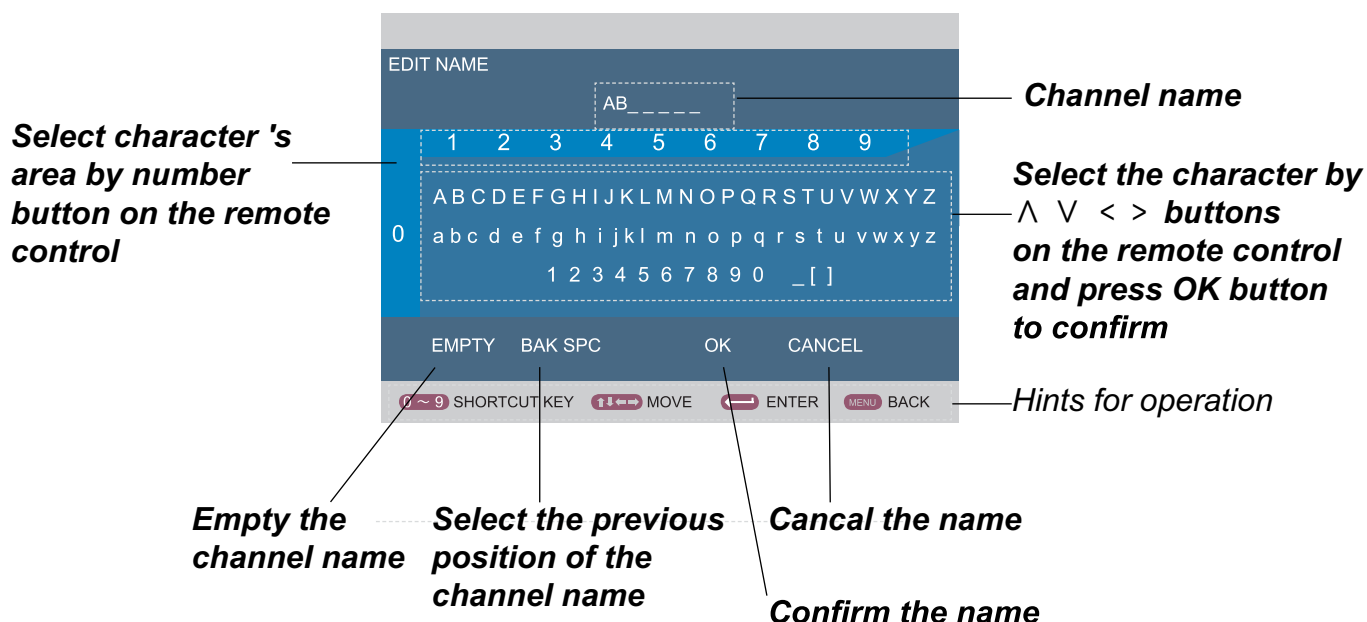 EDIT NAME
AB_ _ _ _ _
Channel name
Select character 's
area by number
button on the remote
control
1 2 3 4 5 6 7 8 9
0
A B C D E F G H I J K L M N O P Q R S T U V W X Y Z
a b c d e f g h i j k l m n o p q r s t u v w x y z
1 2 3 4 5 6 7 8 9 0 _ [ ]
Select the character by
∧ ∨ < > buttons
on the remote control
and press OK button
to confirm
EMPTY BAK SPC OK CANCEL
0 ~ 9 SHORTCUT KEY MOVE ENTER MENU BACK
Hints for operation
Empty the
channel name
Select the previous
position of the
channel name
Cancal the name
Confirm the name